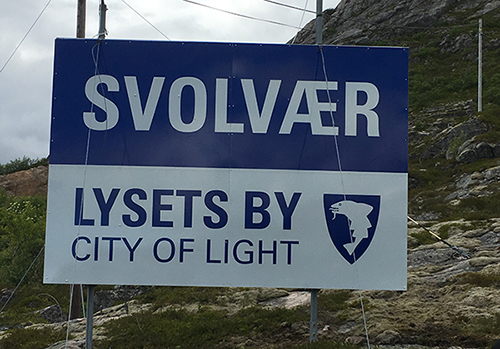 SVOLVÆR
LYSETS BY
CITY OF LIGHT